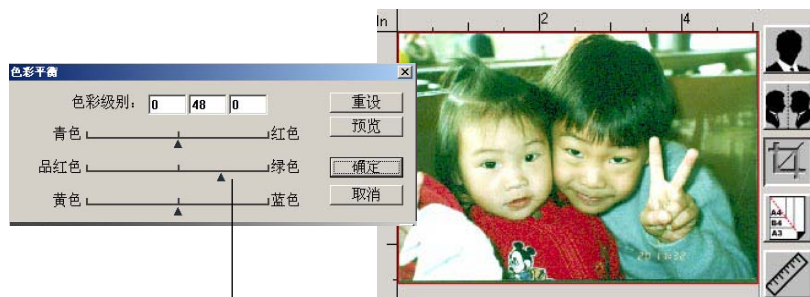 色彩平衡
色彩级别： 0 48 0
重设
青色 红色
预览
品红色 绿色
确定
黄色 蓝色
取消
In 2 4
A4
B4
A3